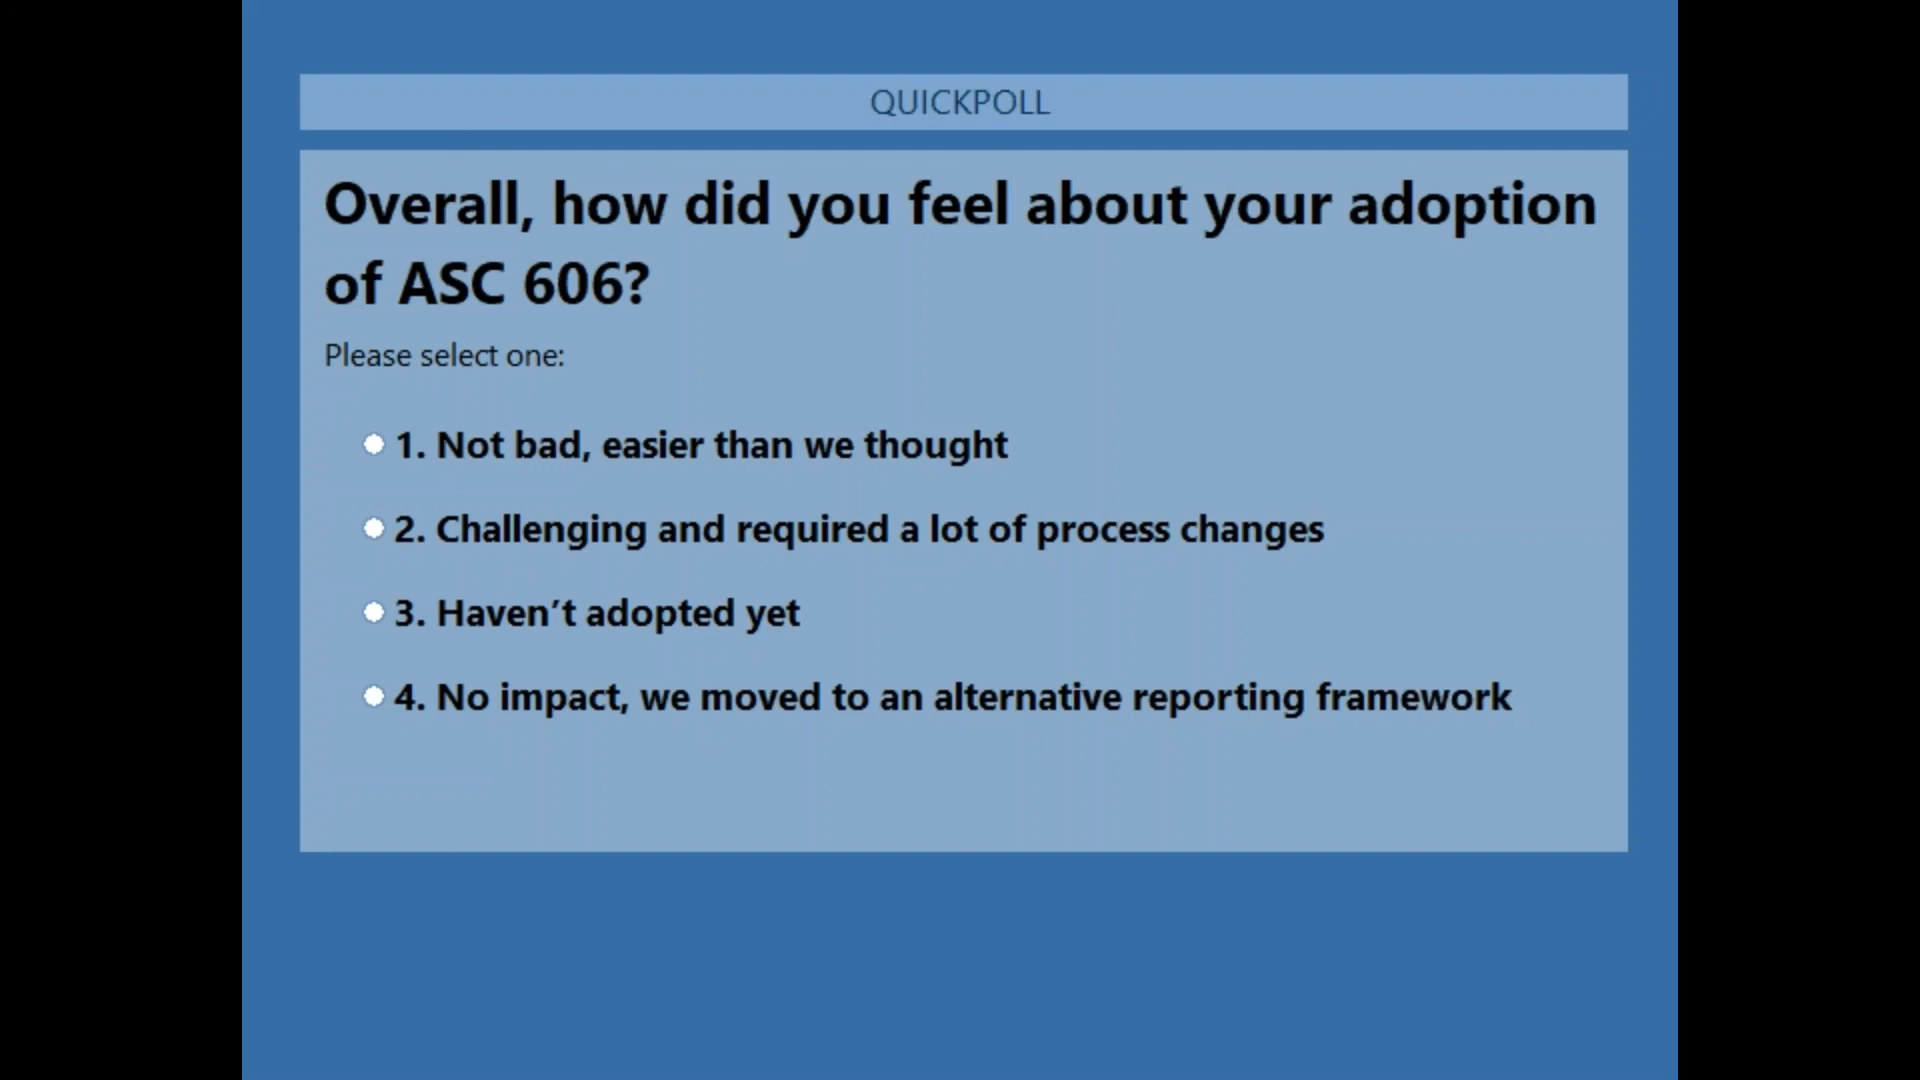 QUICKPOLL
Overall, how did you feel about your adoption
of ASC 606?
Please select one:
1. Not bad, easier than we thought
2. Challenging and required a lot of process changes
3. Haven’t adopted yet
4. No impact, we moved to an alternative reporting framework